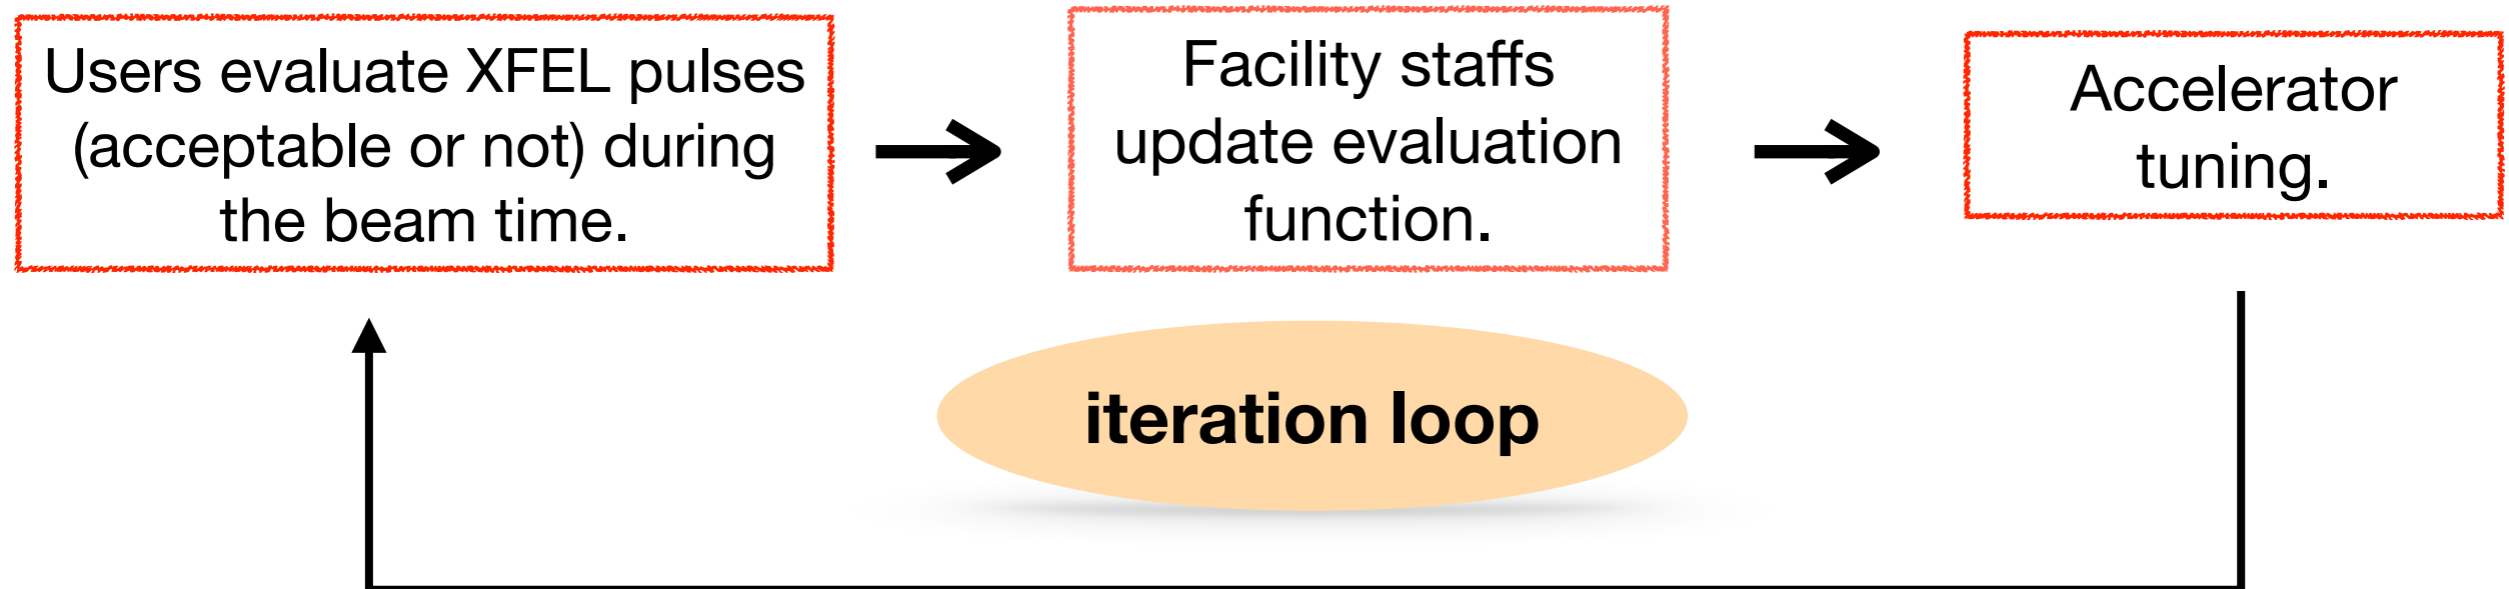 Users evaluate XFEL pulses
(acceptable or not) during
the beam time.
Facility staffs
update evaluation
function.
Accelerator
tuning.
iteration loop